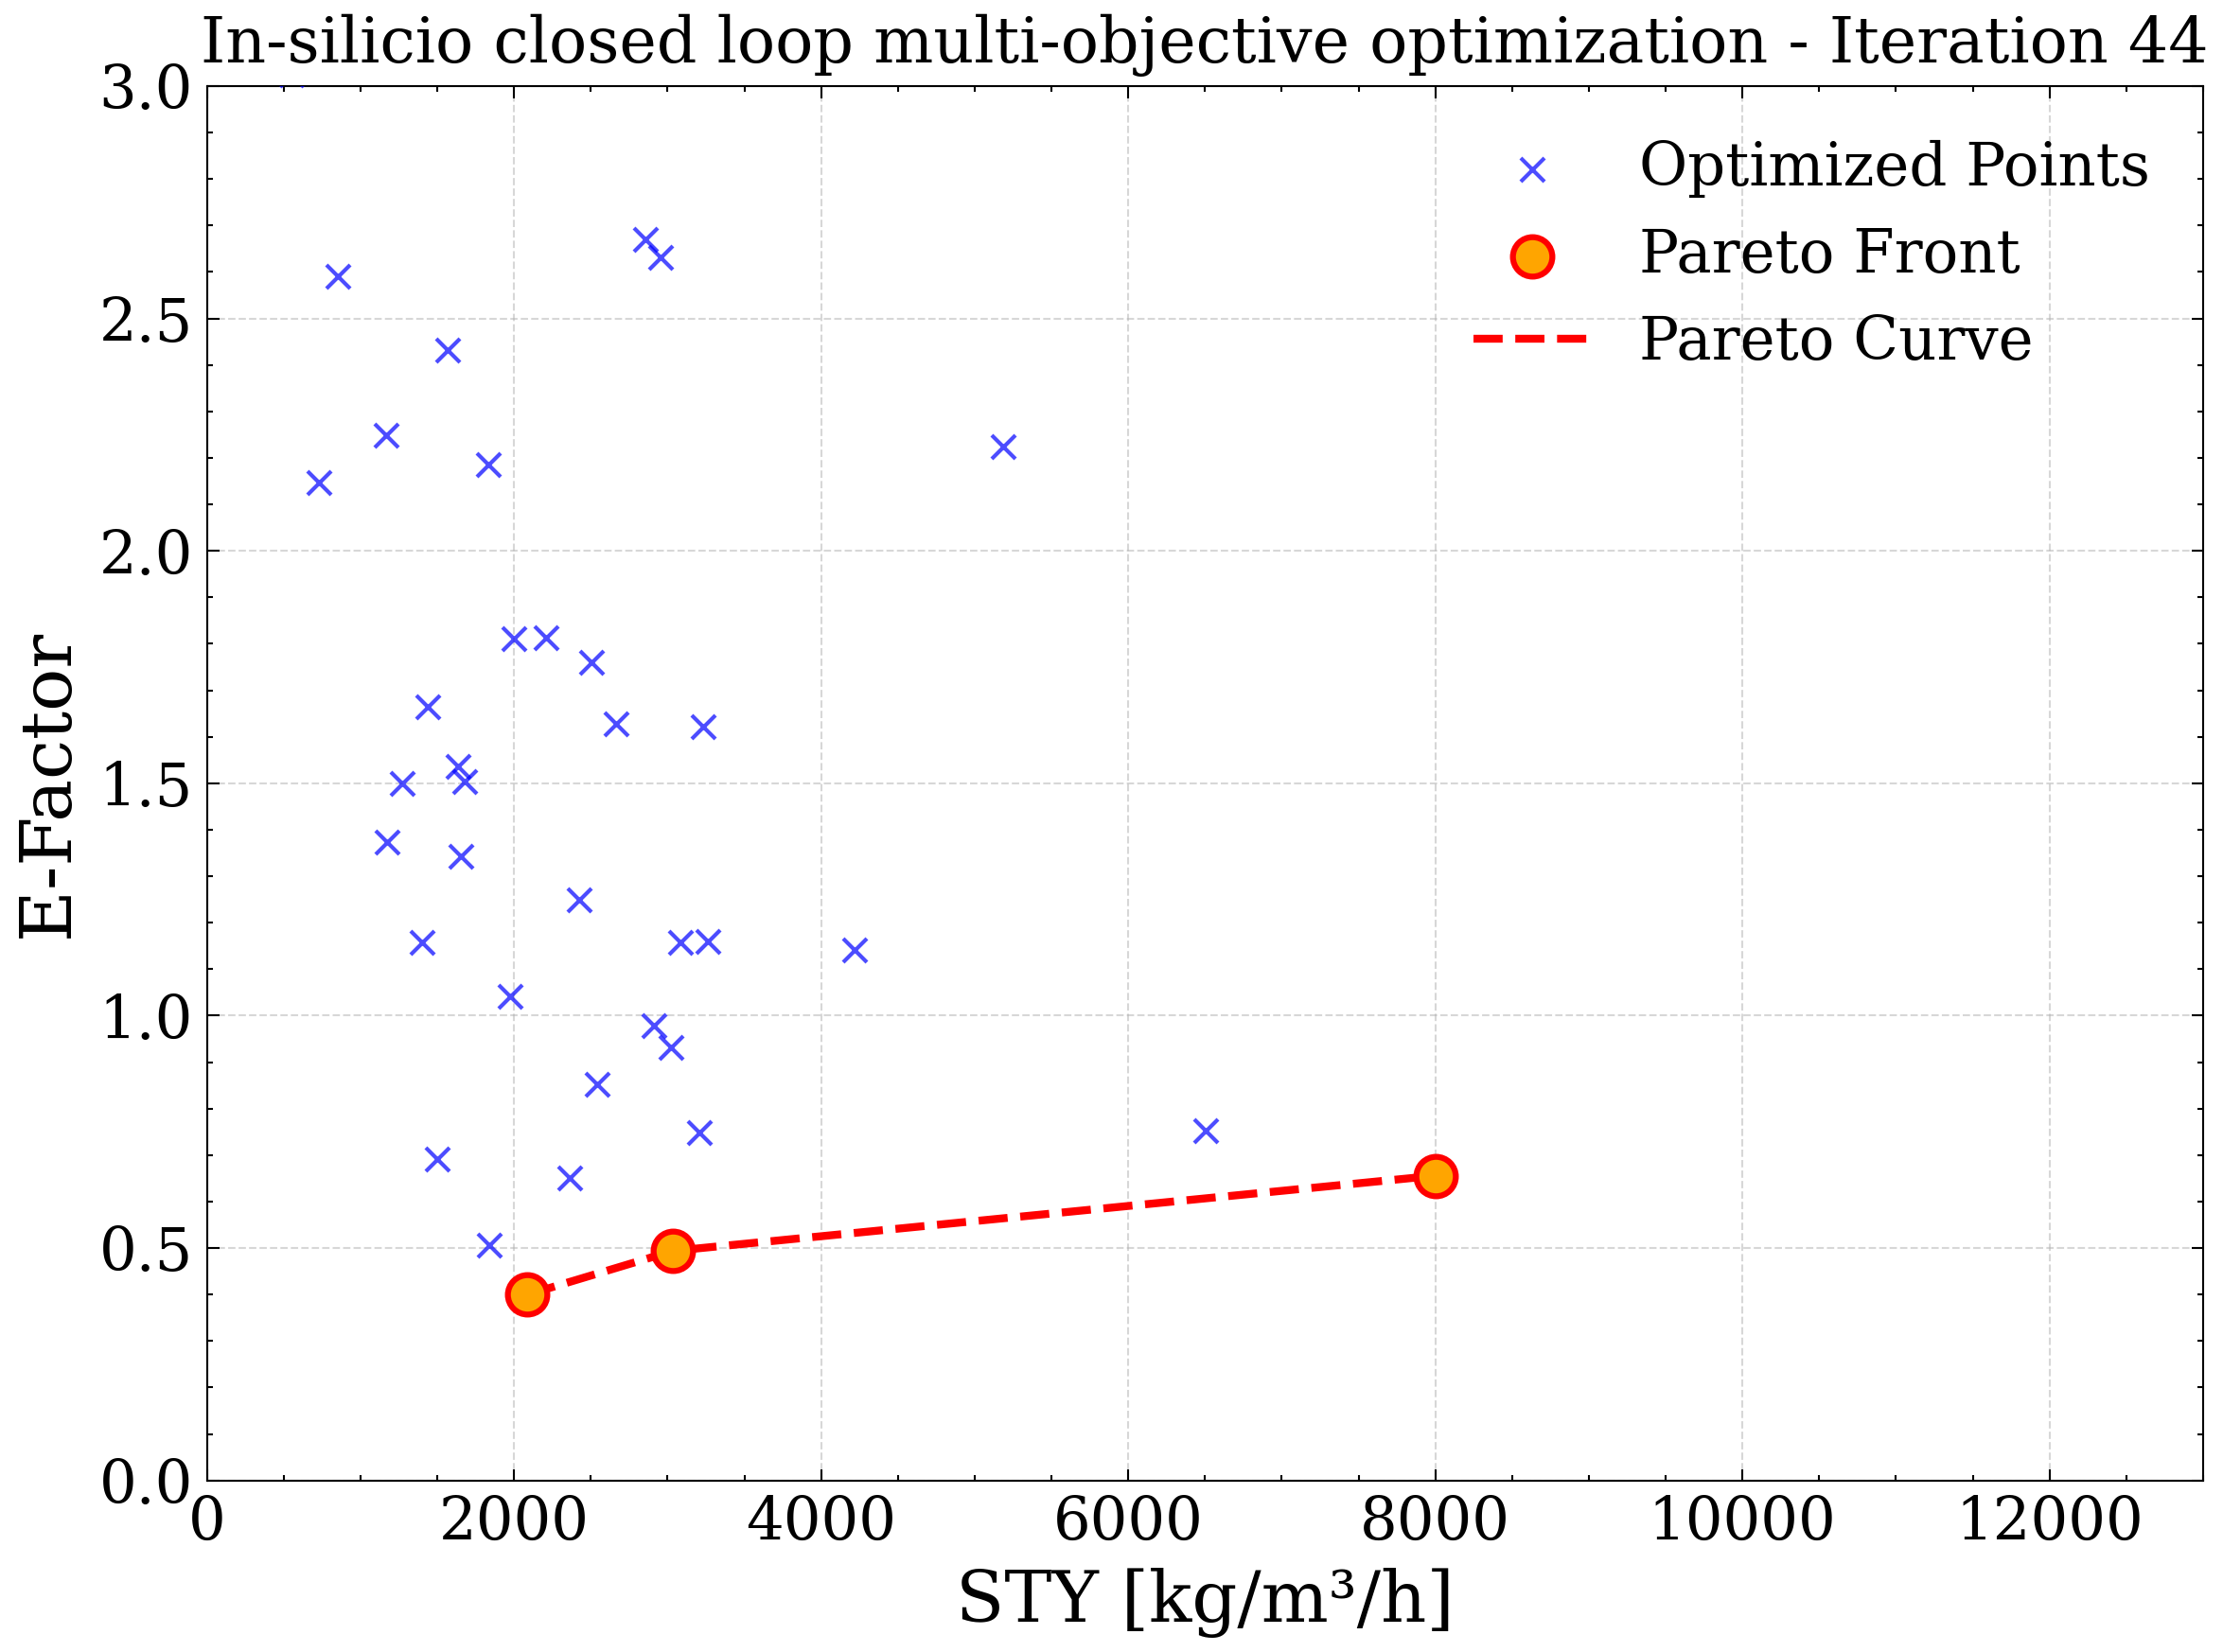 In-silicio closed loop multi-objective optimization - Iteration 44
Optimized Points
Pareto Front
Pareto Curve
E-Factor
3.0
2.5
2.0
1.5
1.0
0.5
0.0
0 2000 4000 6000 8000 10000 12000
STY [kg/m³/h]